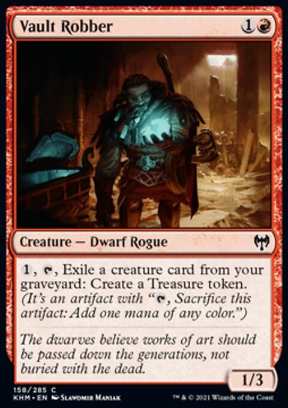 Vault Robber 1
Creature — Dwarf Rogue
1, , Exile a creature card from your
graveyard: Create a Treasure token.
(It's an artifact with “, Sacrifice this
artifact: Add one mana of any color.”)
The dwarves believe works of art should
be passed down the generations, not
buried with the dead.
1/3
158/285 C
KHM • EN SLAWOMIR MANIAK
™ & © 2021 Wizards of the Coast